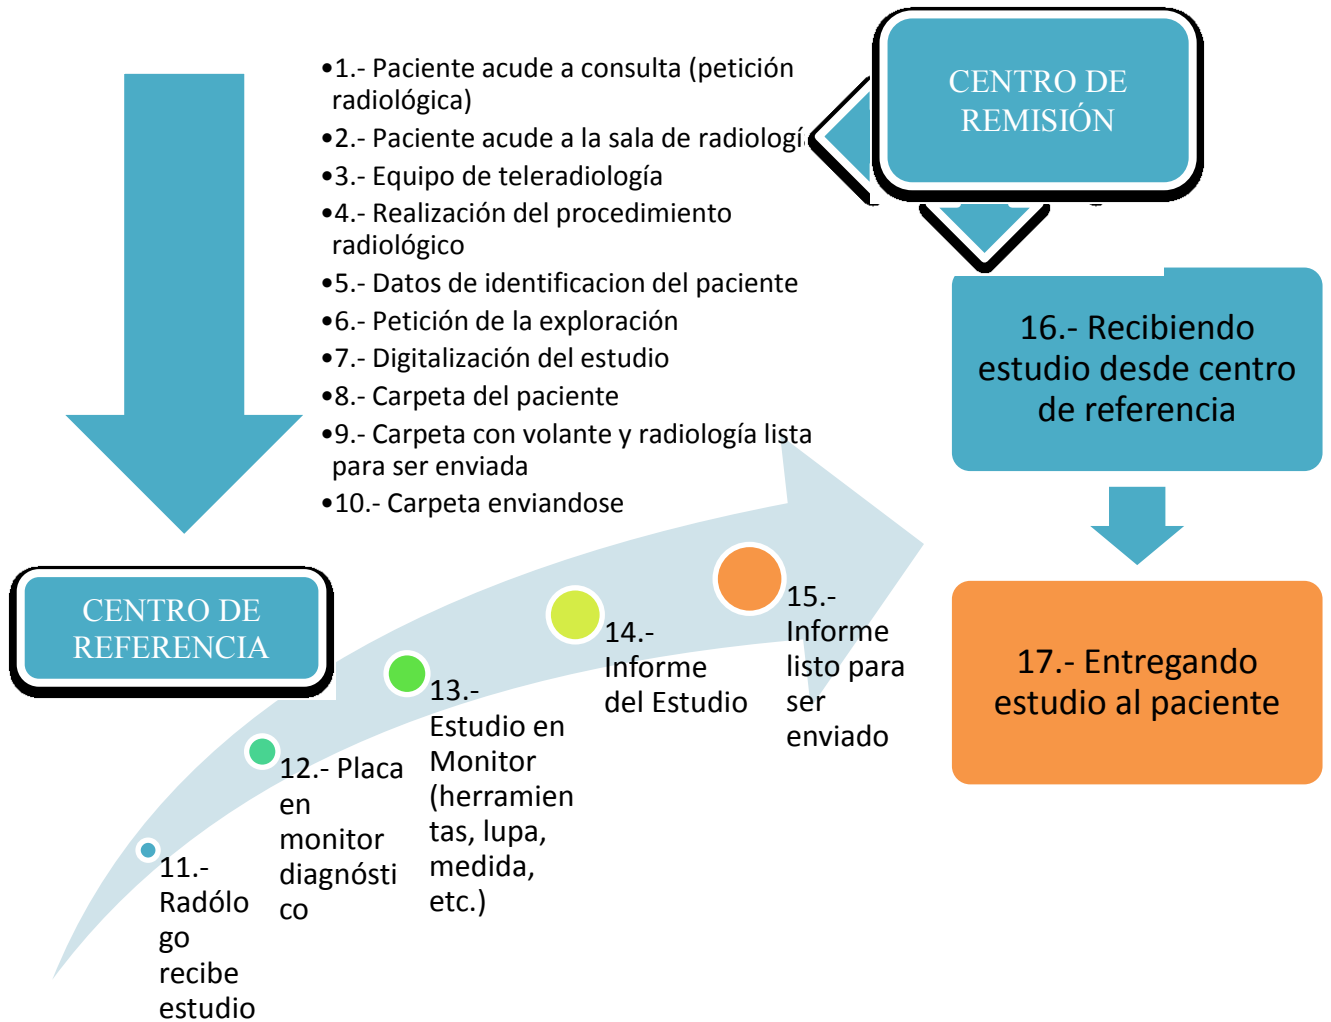 •1.- Paciente acude a consulta (petición
radiológica)
•2.- Paciente acude a la sala de radología
•3.- Equipo de teleradiología
•4.- Realización del procedimiento
radiológico
•5.- Datos de identificacion del paciente
•6.- Petición de la exploración
•7.- Digitalización del estudio
•8.- Carpeta del paciente
•9.- Carpeta con volante y radiología lista
para ser enviada
•10.- Carpeta enviandose
CENTRO DE
REMISIÓN
CENTRO DE
REFERENCIA
11.-
Radólo
go
recibe
estudio
12.- Placa
en
monitor
diagnósti
co
13.-
Estudio en
Monitor
(herramien
tas, lupa,
medida,
etc.)
14.-
Informe
del Estudio
15.-
Informe
listo para
ser
enviado
16.- Recibiendo
estudio desde centro
de referencia
17.- Entregando
estudio al paciente